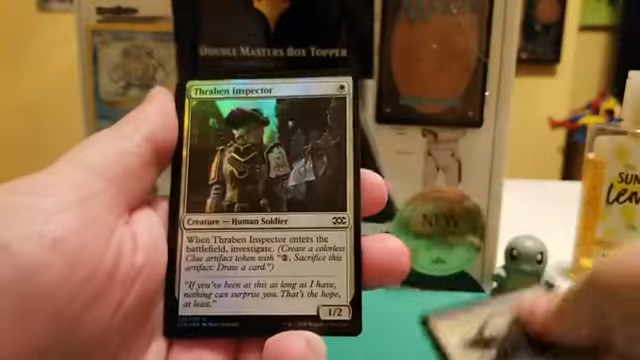 Double Masters Box Topper
Thraben Inspector
Creature — Human Soldier
When Thraben Inspector enters the
battlefield, investigate. (Create a colorless
Clue artifact token with "2, Sacrifice this
artifact: Draw a card.")
"If you've been at this as long as I have,
nothing can surprise you. That's the hope,
at least."
1/2
NEW
SUN